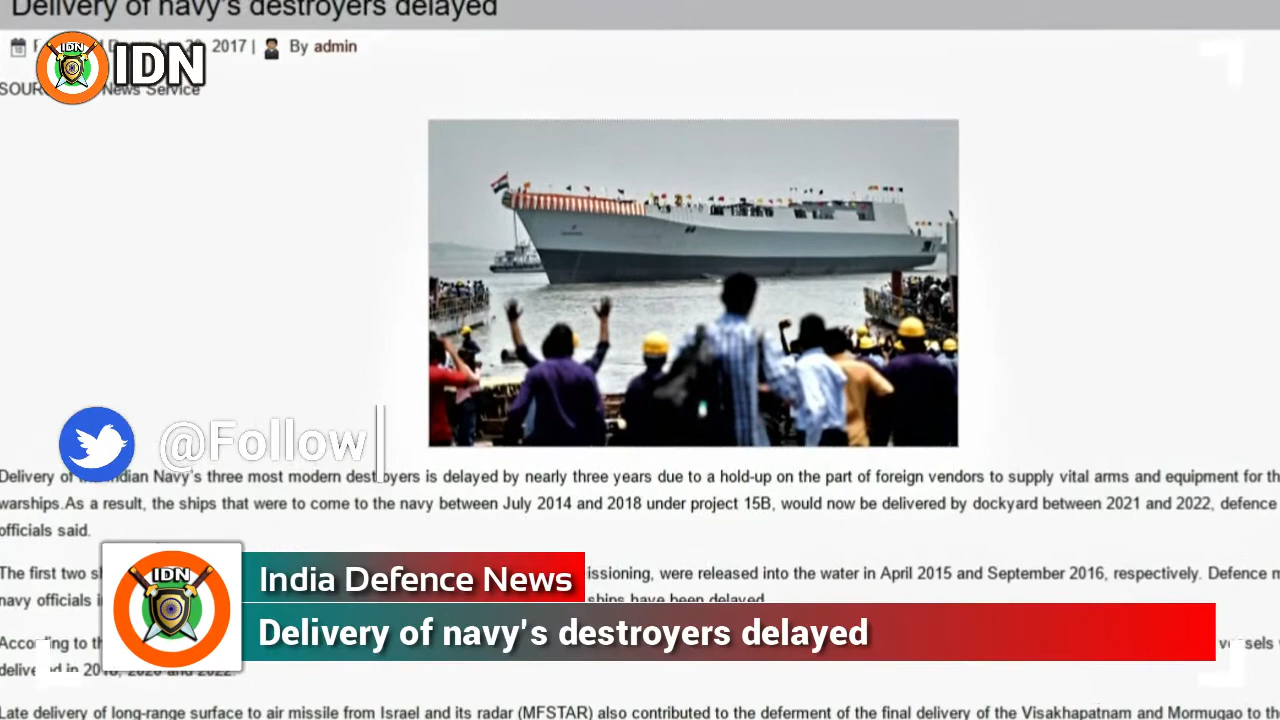 Delivery of navy's destroyers delayed
2017 | By admin
IDN
IDN
News Service
@Follow
Delivery of Indian Navy's three most modern destroyers is delayed by nearly three years due to a hold-up on the part of foreign vendors to supply vital arms and equipment for
warships.As a result, the ships that were to come to the navy between July 2014 and 2018 under project 15B, would now be delivered by dockyard between 2021 and 2022, defence
officials said.
The first two issioning, were released into the water in April 2015 and September 2016, respectively. Defence
navy officials ships have been delayed
IDN
India Defence News
Delivery of navy's destroyers delayed
Late delivery of long-range surface to air missile from Israel and its radar (MFSTAR) also contributed to the deferment of the final delivery of the Visakhapatnam and Mormugao to